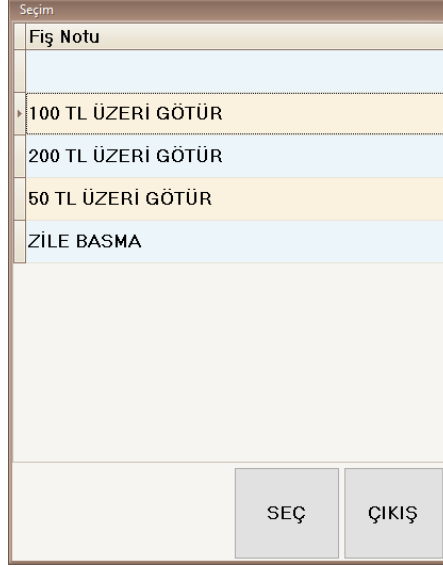 Seçim
Fiş Notu
100 TL ÜZERİ GÖTÜR
200 TL ÜZERİ GÖTÜR
50 TL ÜZERİ GÖTÜR
ZİLE BASMA
SEÇ ÇIKIŞ